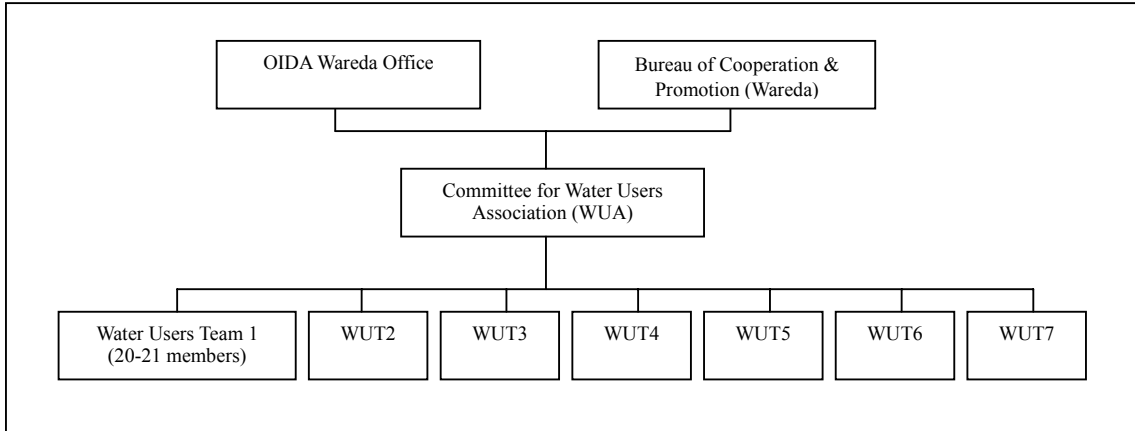 OIDA Wareda Office
Bureau of Cooperation &
Promotion (Wareda)
Committee for Water Users
Association (WUA)
Water Users Team 1
(20-21 members)
WUT2
WUT3
WUT4
WUT5
WUT6
WUT7